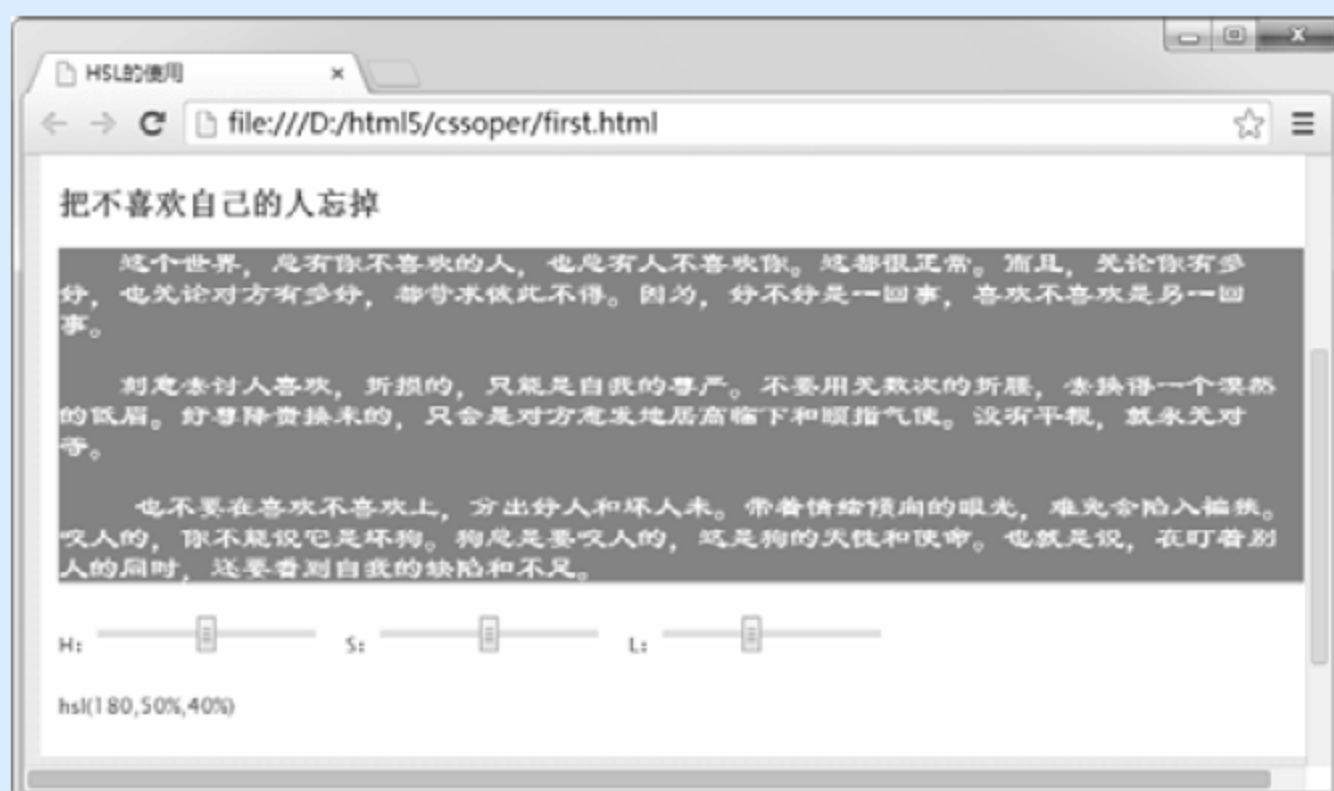 HSL的使用
file:///D:/html5/cssoper/first.html
把不喜欢自己的人忘掉
这个世界，总有你不喜欢的人，也总有人不喜欢你。这都很正常。而且，无论你有多
好，也无论对方有多好，都苛求彼此不得。因为，好不好是一回事，喜欢不喜欢是另一回
事。
刻意去讨人喜欢，折损的，只能是自我的尊严。不要用无数次的折腰，去换得一个漠然
的低眉。纡尊降贵换来的，只会是对方愈发地居高临下和颐指气使。没有平视，就永无对
等。
也不要在喜欢不喜欢上，分出好人和坏人来。带着情绪倾向的眼光，难免会陷入褊狭。
咬人的，你不能说它是坏狗。狗总是要咬人的，这是狗的天性和使命。也就是说，在盯着别
人的同时，还要看到自我的缺陷和不足。
H: S: L:
hsl(180,50%,40%)